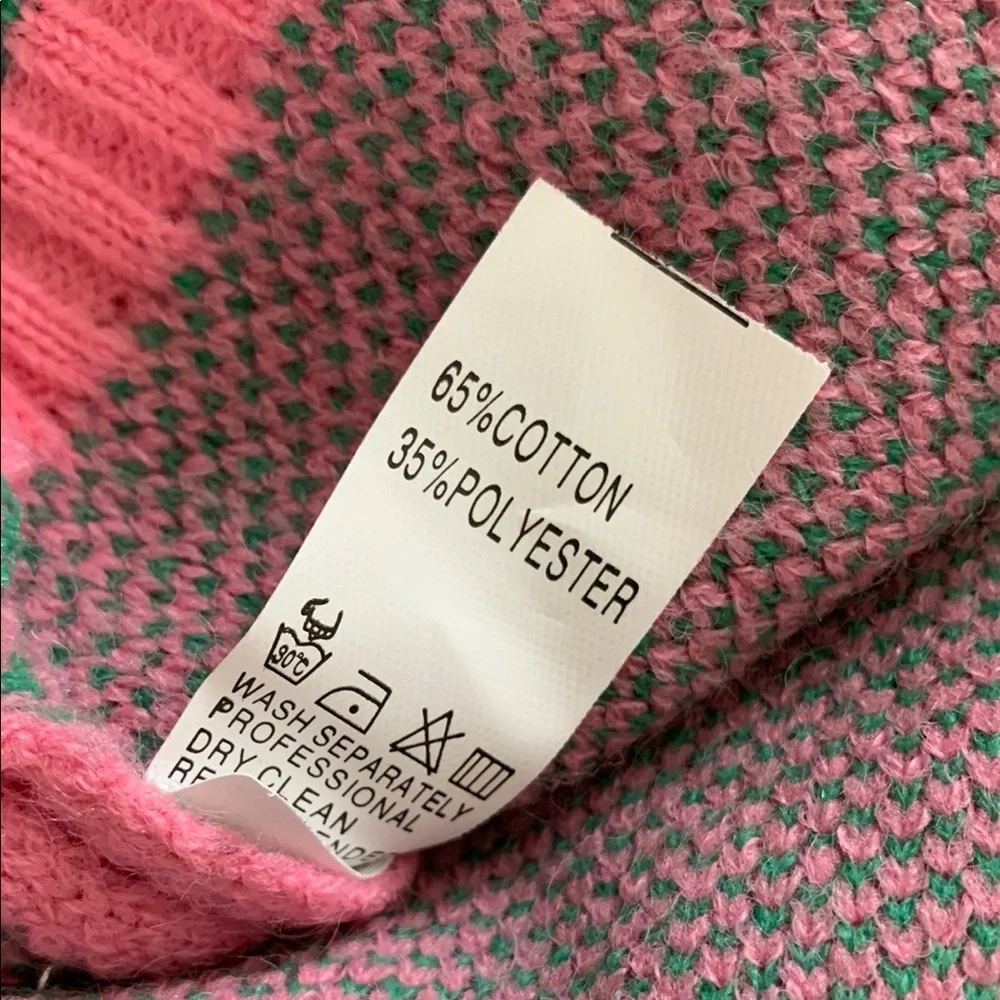 65%COTTON
35%POLYESTER
30℃
WASH SEPARATELY
PROFESSIONAL
DRY CLEAN